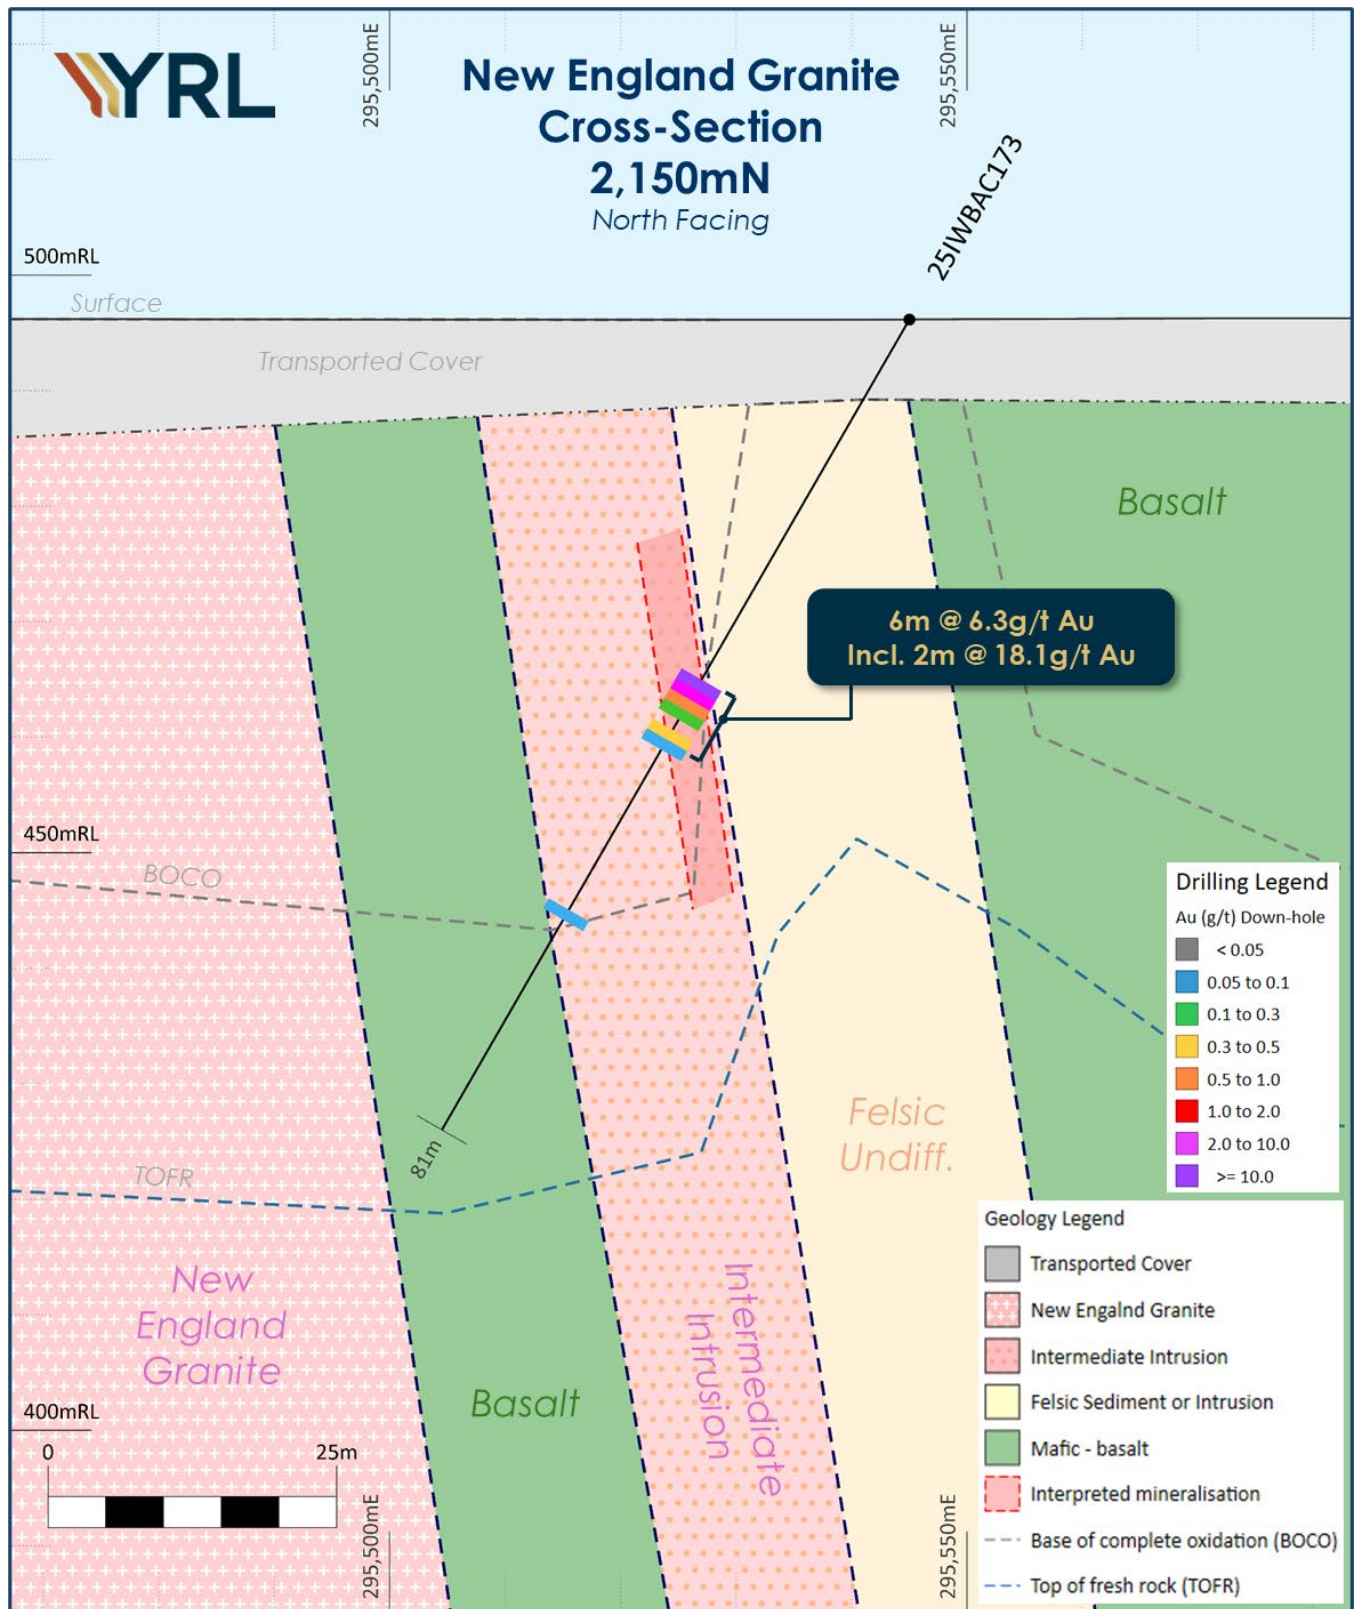 YRL
New England Granite
Cross-Section
2,150mN
North Facing
295,500mE
295,550mE
25IWBAC173
500mRL
Surface
Transported Cover
Basalt
6m @ 6.3g/t Au
Incl. 2m @ 18.1g/t Au
450mRL
BOCO
Drilling Legend
Au (g/t) Down-hole
< 0.05
0.05 to 0.1
0.1 to 0.3
0.3 to 0.5
0.5 to 1.0
1.0 to 2.0
2.0 to 10.0
>= 10.0
81m
TOFR
Felsic
Undiff.
New
England
Granite
Basalt
Intermediate
Intrusion
400mRL
0 25m
295,500mE
295,550mE
Geology Legend
Transported Cover
New Engalnd Granite
Intermediate Intrusion
Felsic Sediment or Intrusion
Mafic - basalt
Interpreted mineralisation
Base of complete oxidation (BOCO)
Top of fresh rock (TOFR)